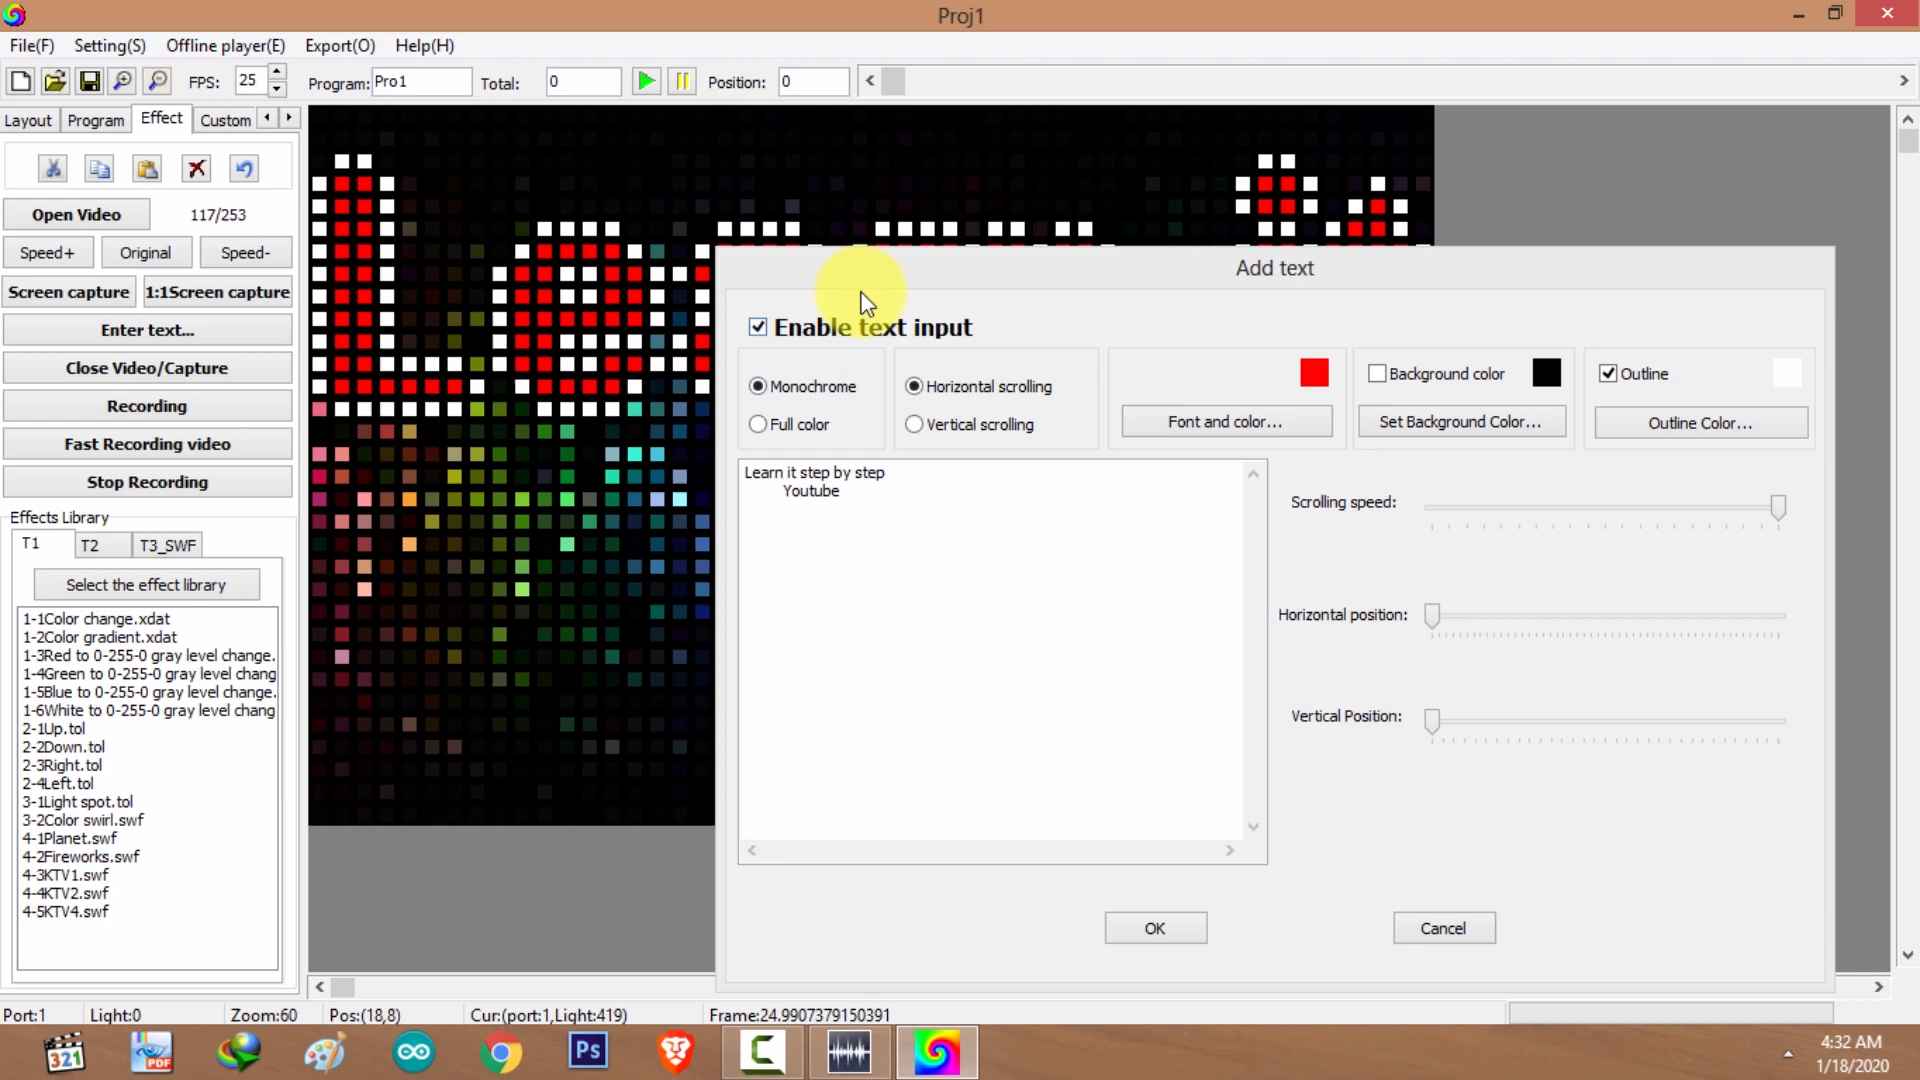 Proj1
File(F) Setting(S) Offline player(E) Export(O) Help(H)
FPS: 25 Program: Pro1 Total: 0 Position: 0
Layout Program Effect Custom
Open Video 117/253
Speed+ Original Speed-
Screen capture 1:1Screen capture
Enter text...
Close Video/Capture
Recording
Fast Recording video
Stop Recording
Effects Library
T1 T2 T3_SWF
Select the effect library
1-1Color change.xdat
1-2Color gradient.xdat
1-3Red to 0-255-0 gray level change.
1-4Green to 0-255-0 gray level chang
1-5Blue to 0-255-0 gray level change.
1-6White to 0-255-0 gray level chang
2-1Up.tol
2-2Down.tol
2-3Right.tol
2-4Left.tol
3-1Light spot.tol
3-2Color swirl.swf
4-1Planet.swf
4-2Fireworks.swf
4-3KTV1.swf
4-4KTV2.swf
4-5KTV4.swf
Add text
Enable text input
Monochrome
Full color
Horizontal scrolling
Vertical scrolling
Font and color...
Background color
Set Background Color...
Outline
Outline Color...
Learn it step by step
Youtube
Scrolling speed:
Horizontal position:
Vertical Position:
OK Cancel
Port:1 Light:0 Zoom:60 Pos:(18,8) Cur:(port:1,Light:419) Frame:24.9907379150391
321
PDF
Ps
4:32 AM
1/18/2020